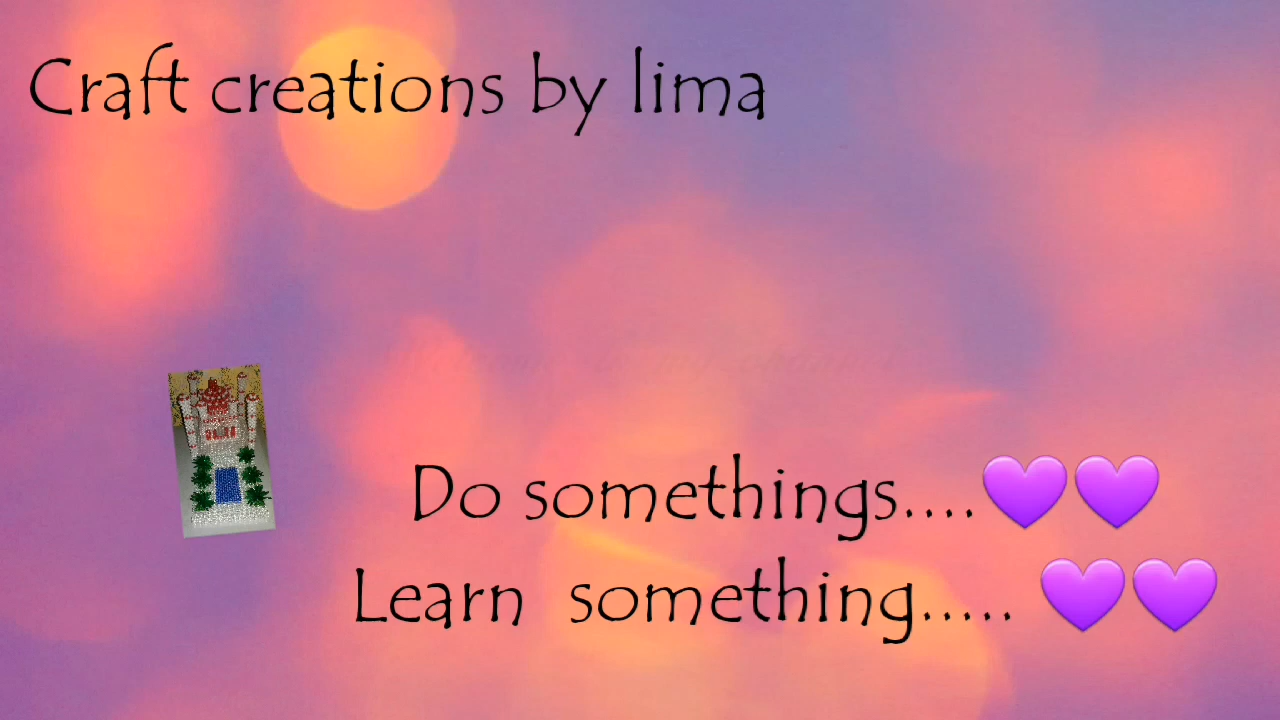 Craft creations by lima
Do somethings....💜💜
Learn something..... 💜💜